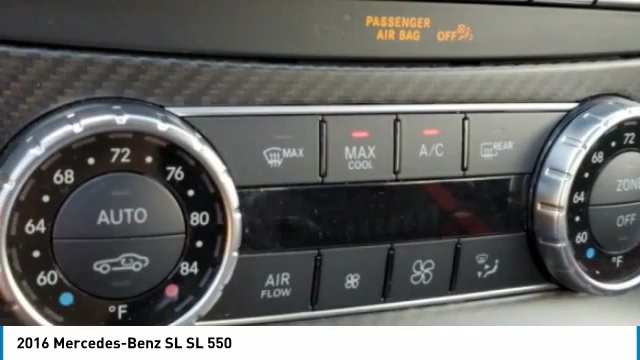 PASSENGER
AIR BAG OFF
MAX
MAX
COOL
A/C
REAR
72
68 76
64 80
60 84
°F
AUTO
AIR
FLOW
72
68
64
60
°F
ZONE
OFF
2016 Mercedes-Benz SL SL 550